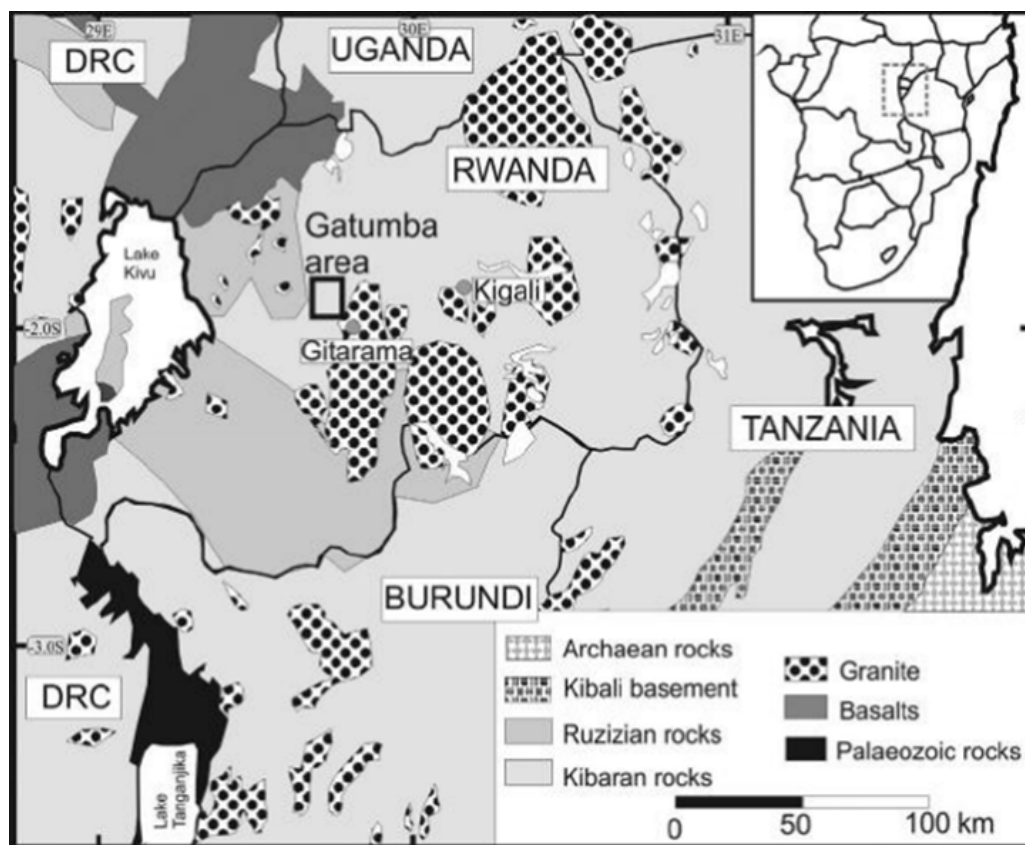 29E
30E
31E
DRC
UGANDA
RWANDA
Gatumba
area
Lake
Kivu
Kigali
-2.0S
Gitarama
TANZANIA
BURUNDI
-3.0S
DRC
Lake
Tanganjika
Archaean rocks
Kibali basement
Ruzizian rocks
Kibaran rocks
Granite
Basalts
Palaeozoic rocks
0
50
100 km